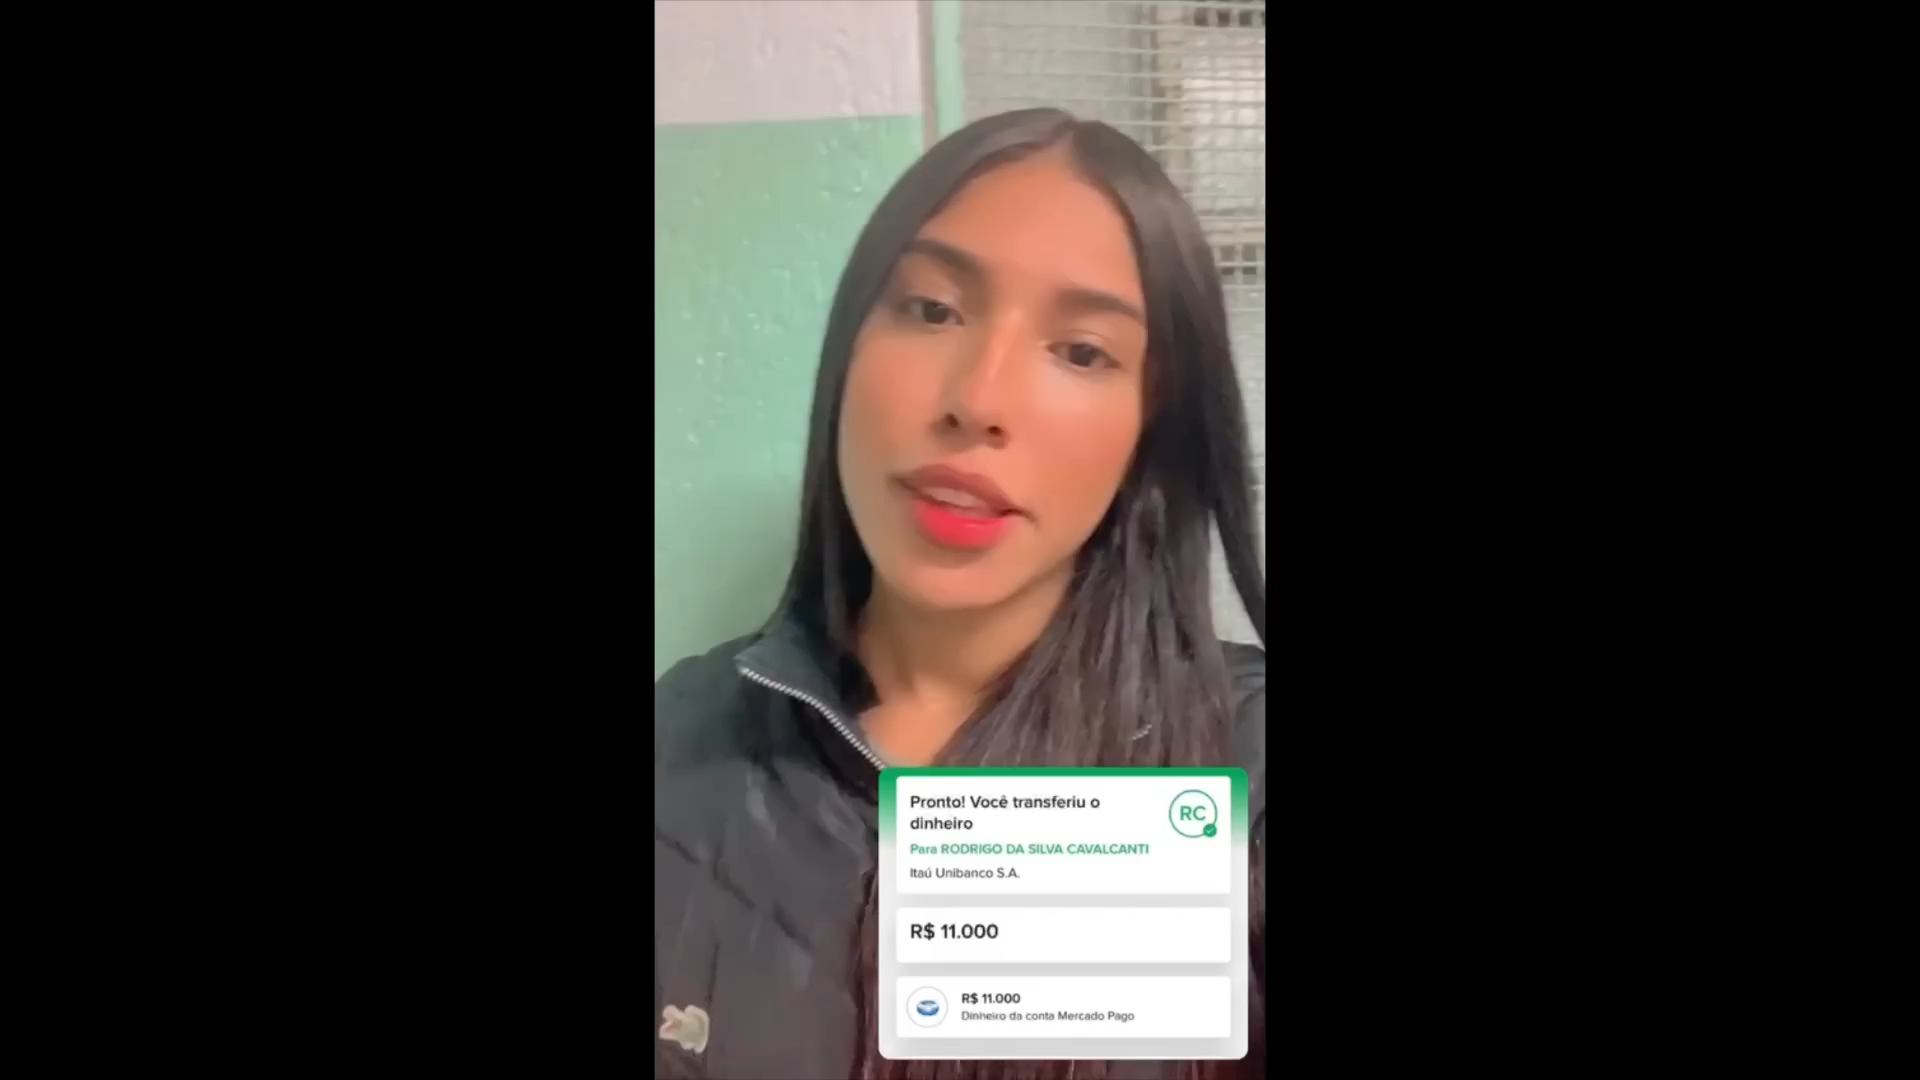 Pronto! Você transferiu o
dinheiro
RC
Para RODRIGO DA SILVA CAVALCANTI
Itaú Unibanco S.A.
R$ 11.000
R$ 11.000
Dinheiro da conta Mercado Pago